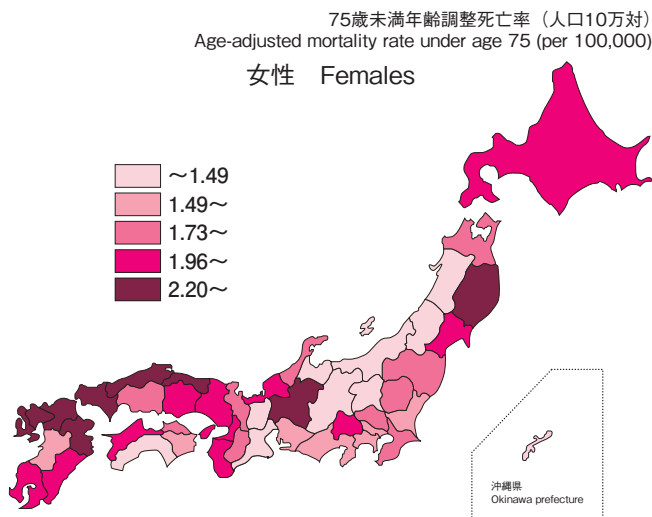 75歳未満年齢調整死亡率（人口10万対）
Age-adjusted mortality rate under age 75 (per 100,000)
女性　Females
～1.49
1.49～
1.73～
1.96～
2.20～
沖縄県
Okinawa prefecture